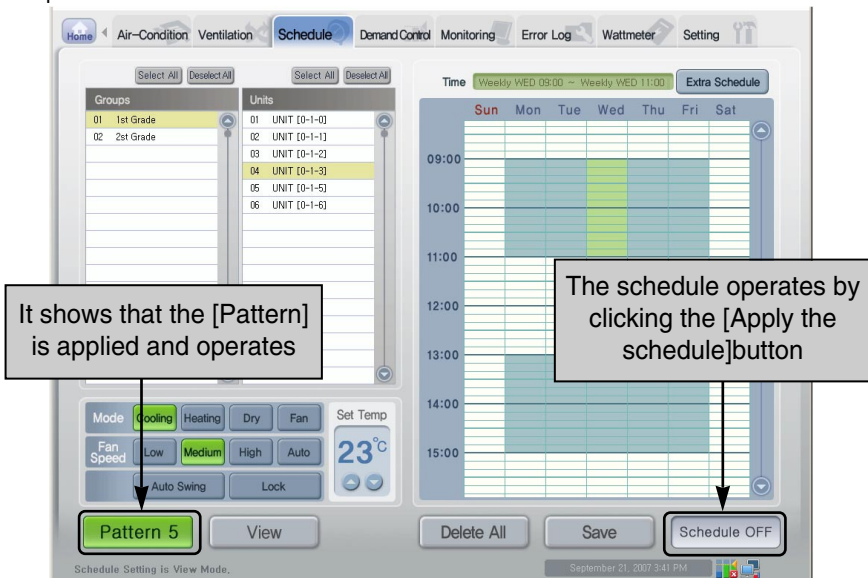 Home Air-Condition Ventilation Schedule Demand Control Monitoring Error Log Wattmeter Setting
Select All Deselect All Select All Deselect All
Groups Units
01 1st Grade
02 2st Grade
01 UNIT [0-1-0]
02 UNIT [0-1-1]
03 UNIT [0-1-2]
04 UNIT [0-1-3]
05 UNIT [0-1-5]
06 UNIT [0-1-6]
Time Weekly WED 09:00 ~ Weekly WED 11:00 Extra Schedule
Sun Mon Tue Wed Thu Fri Sat
09:00
10:00
11:00
12:00
13:00
14:00
15:00
It shows that the [Pattern]
is applied and operates
The schedule operates by
clicking the [Apply the
schedule]button
Mode Cooling Heating Dry Fan
Fan
Speed Low Medium High Auto
Auto Swing Lock
Set Temp
23°C
Pattern 5 View Delete All Save Schedule OFF
Schedule Setting is View Mode.
September 21, 2007 3:41 PM